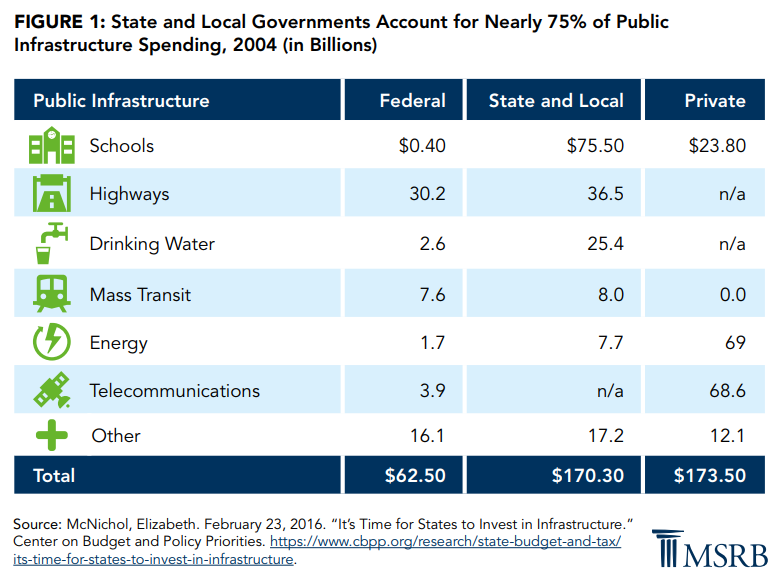 FIGURE 1: State and Local Governments Account for Nearly 75% of Public
Infrastructure Spending, 2004 (in Billions)
Public Infrastructure Federal State and Local Private
Schools $0.40 $75.50 $23.80
Highways 30.2 36.5 n/a
Drinking Water 2.6 25.4 n/a
Mass Transit 7.6 8.0 0.0
Energy 1.7 7.7 69
Telecommunications 3.9 n/a 68.6
Other 16.1 17.2 12.1
Total $62.50 $170.30 $173.50
Source: McNichol, Elizabeth. February 23, 2016. “It’s Time for States to Invest in Infrastructure.”
Center on Budget and Policy Priorities. https://www.cbpp.org/research/state-budget-and-tax/
its-time-for-states-to-invest-in-infrastructure.
MSRB